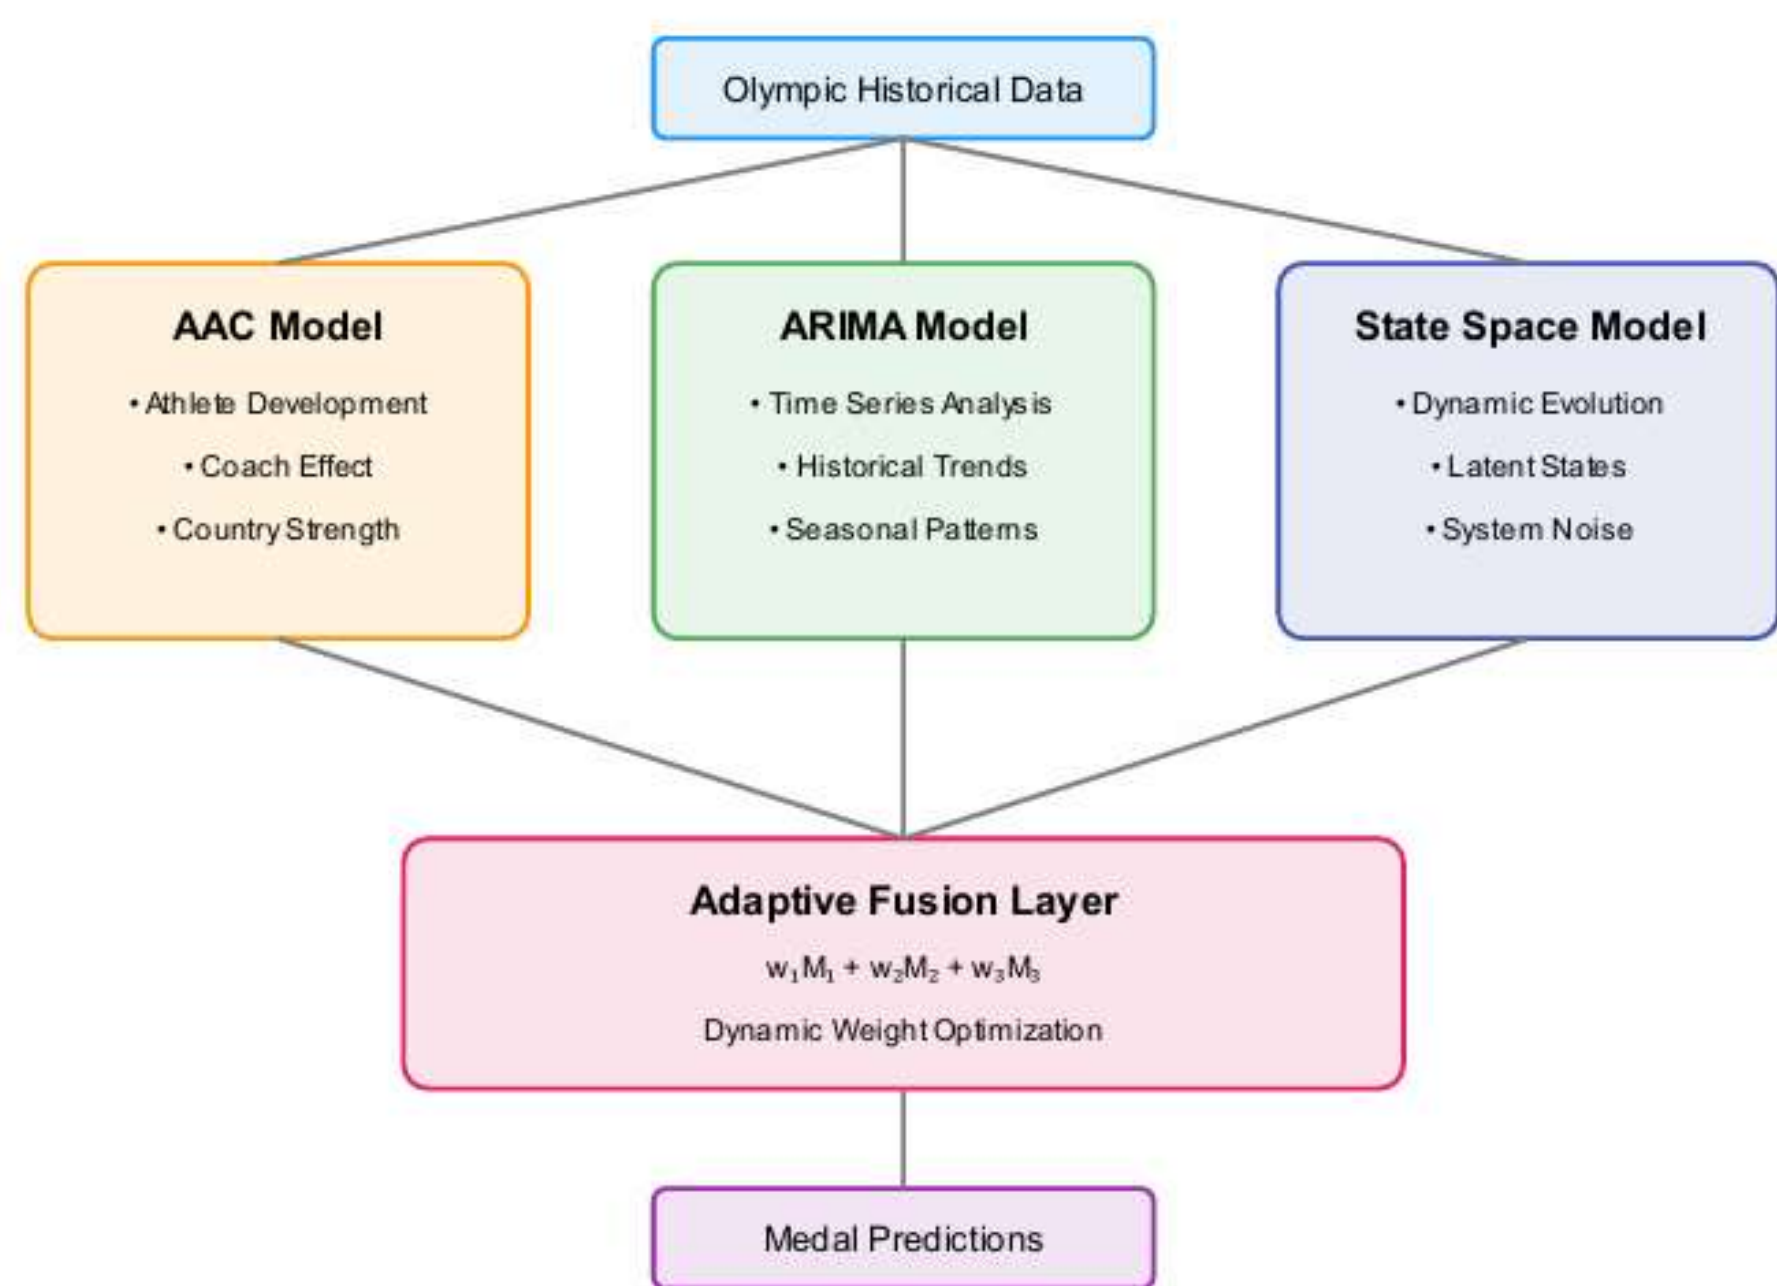 Olympic Historical Data
AAC Model
• Athlete Development
• Coach Effect
• Country Strength
ARIMA Model
• Time Series Analysis
• Historical Trends
• Seasonal Patterns
State Space Model
• Dynamic Evolution
• Latent States
• System Noise
Adaptive Fusion Layer
w₁M₁ + w₂M₂ + w₃M₃
Dynamic Weight Optimization
Medal Predictions